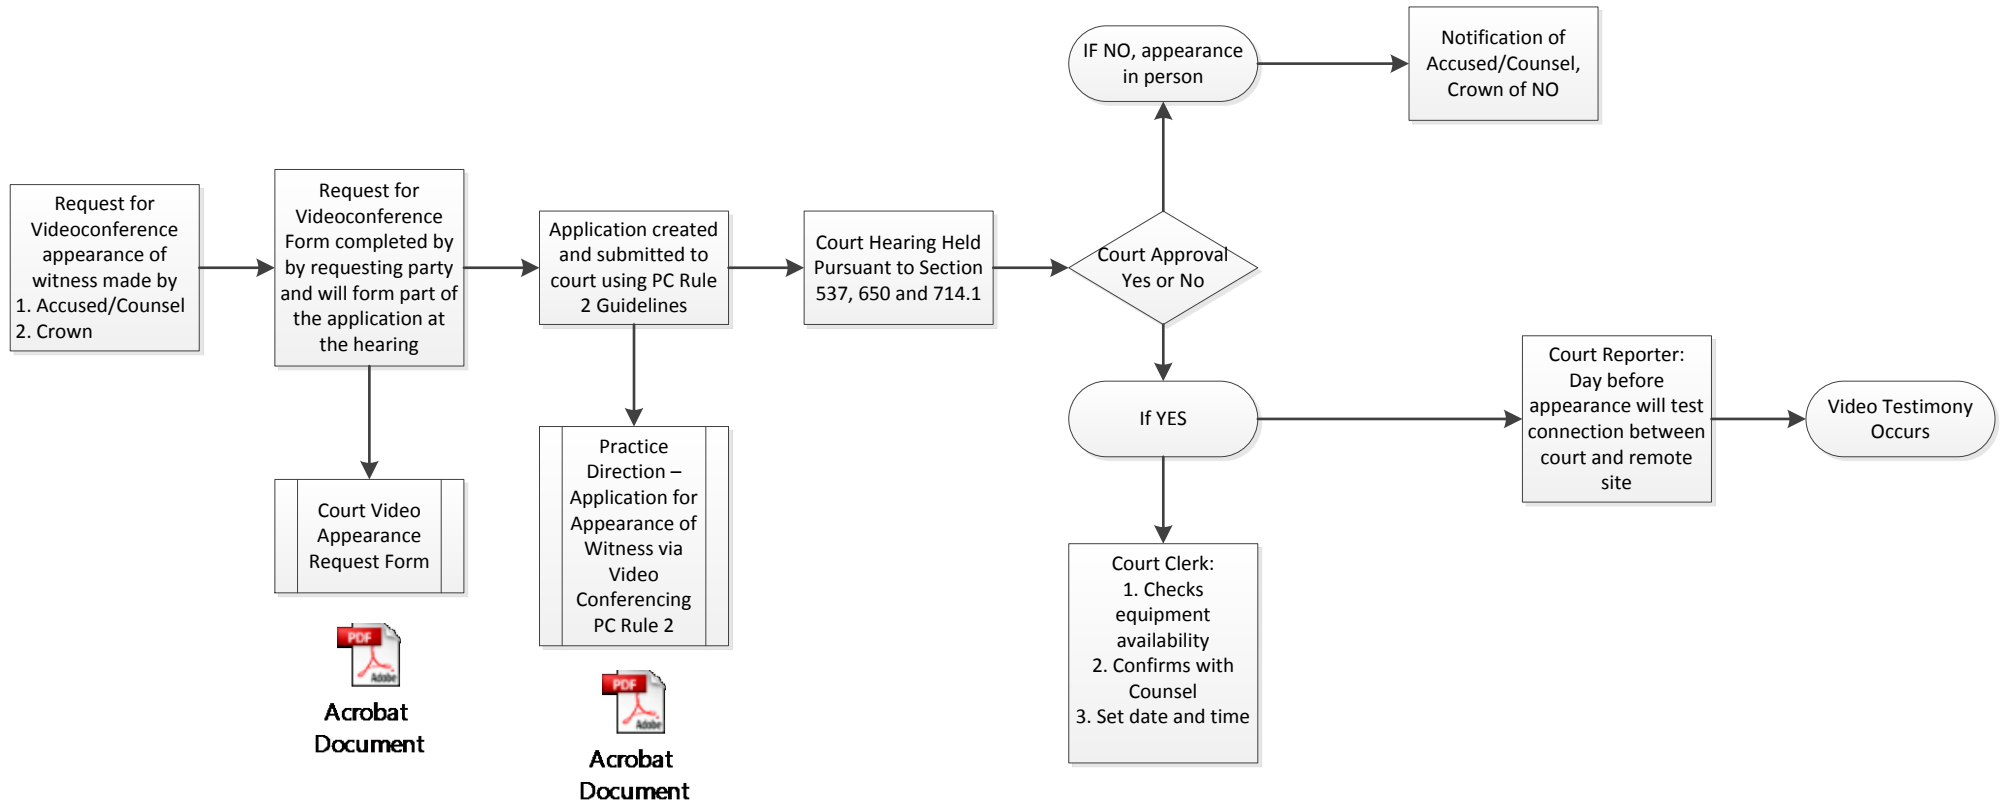 Request for
Videoconference
appearance of
witness made by
1. Accused/Counsel
2. Crown
Request for
Videoconference
Form completed by
by requesting party
and will form part of
the application at
the hearing
Court Video
Appearance
Request Form
PDF
Adobe
Acrobat
Document
Application created
and submitted to
court using PC Rule
2 Guidelines
Practice
Direction –
Application for
Appearance of
Witness via
Video
Conferencing
PC Rule 2
PDF
Adobe
Acrobat
Document
Court Hearing Held
Pursuant to Section
537, 650 and 714.1
Court Approval
Yes or No
IF NO, appearance
in person
Notification of
Accused/Counsel,
Crown of NO
If YES
Court Clerk:
1. Checks
equipment
availability
2. Confirms with
Counsel
3. Set date and time
Court Reporter:
Day before
appearance will test
connection between
court and remote
site
Video Testimony
Occurs